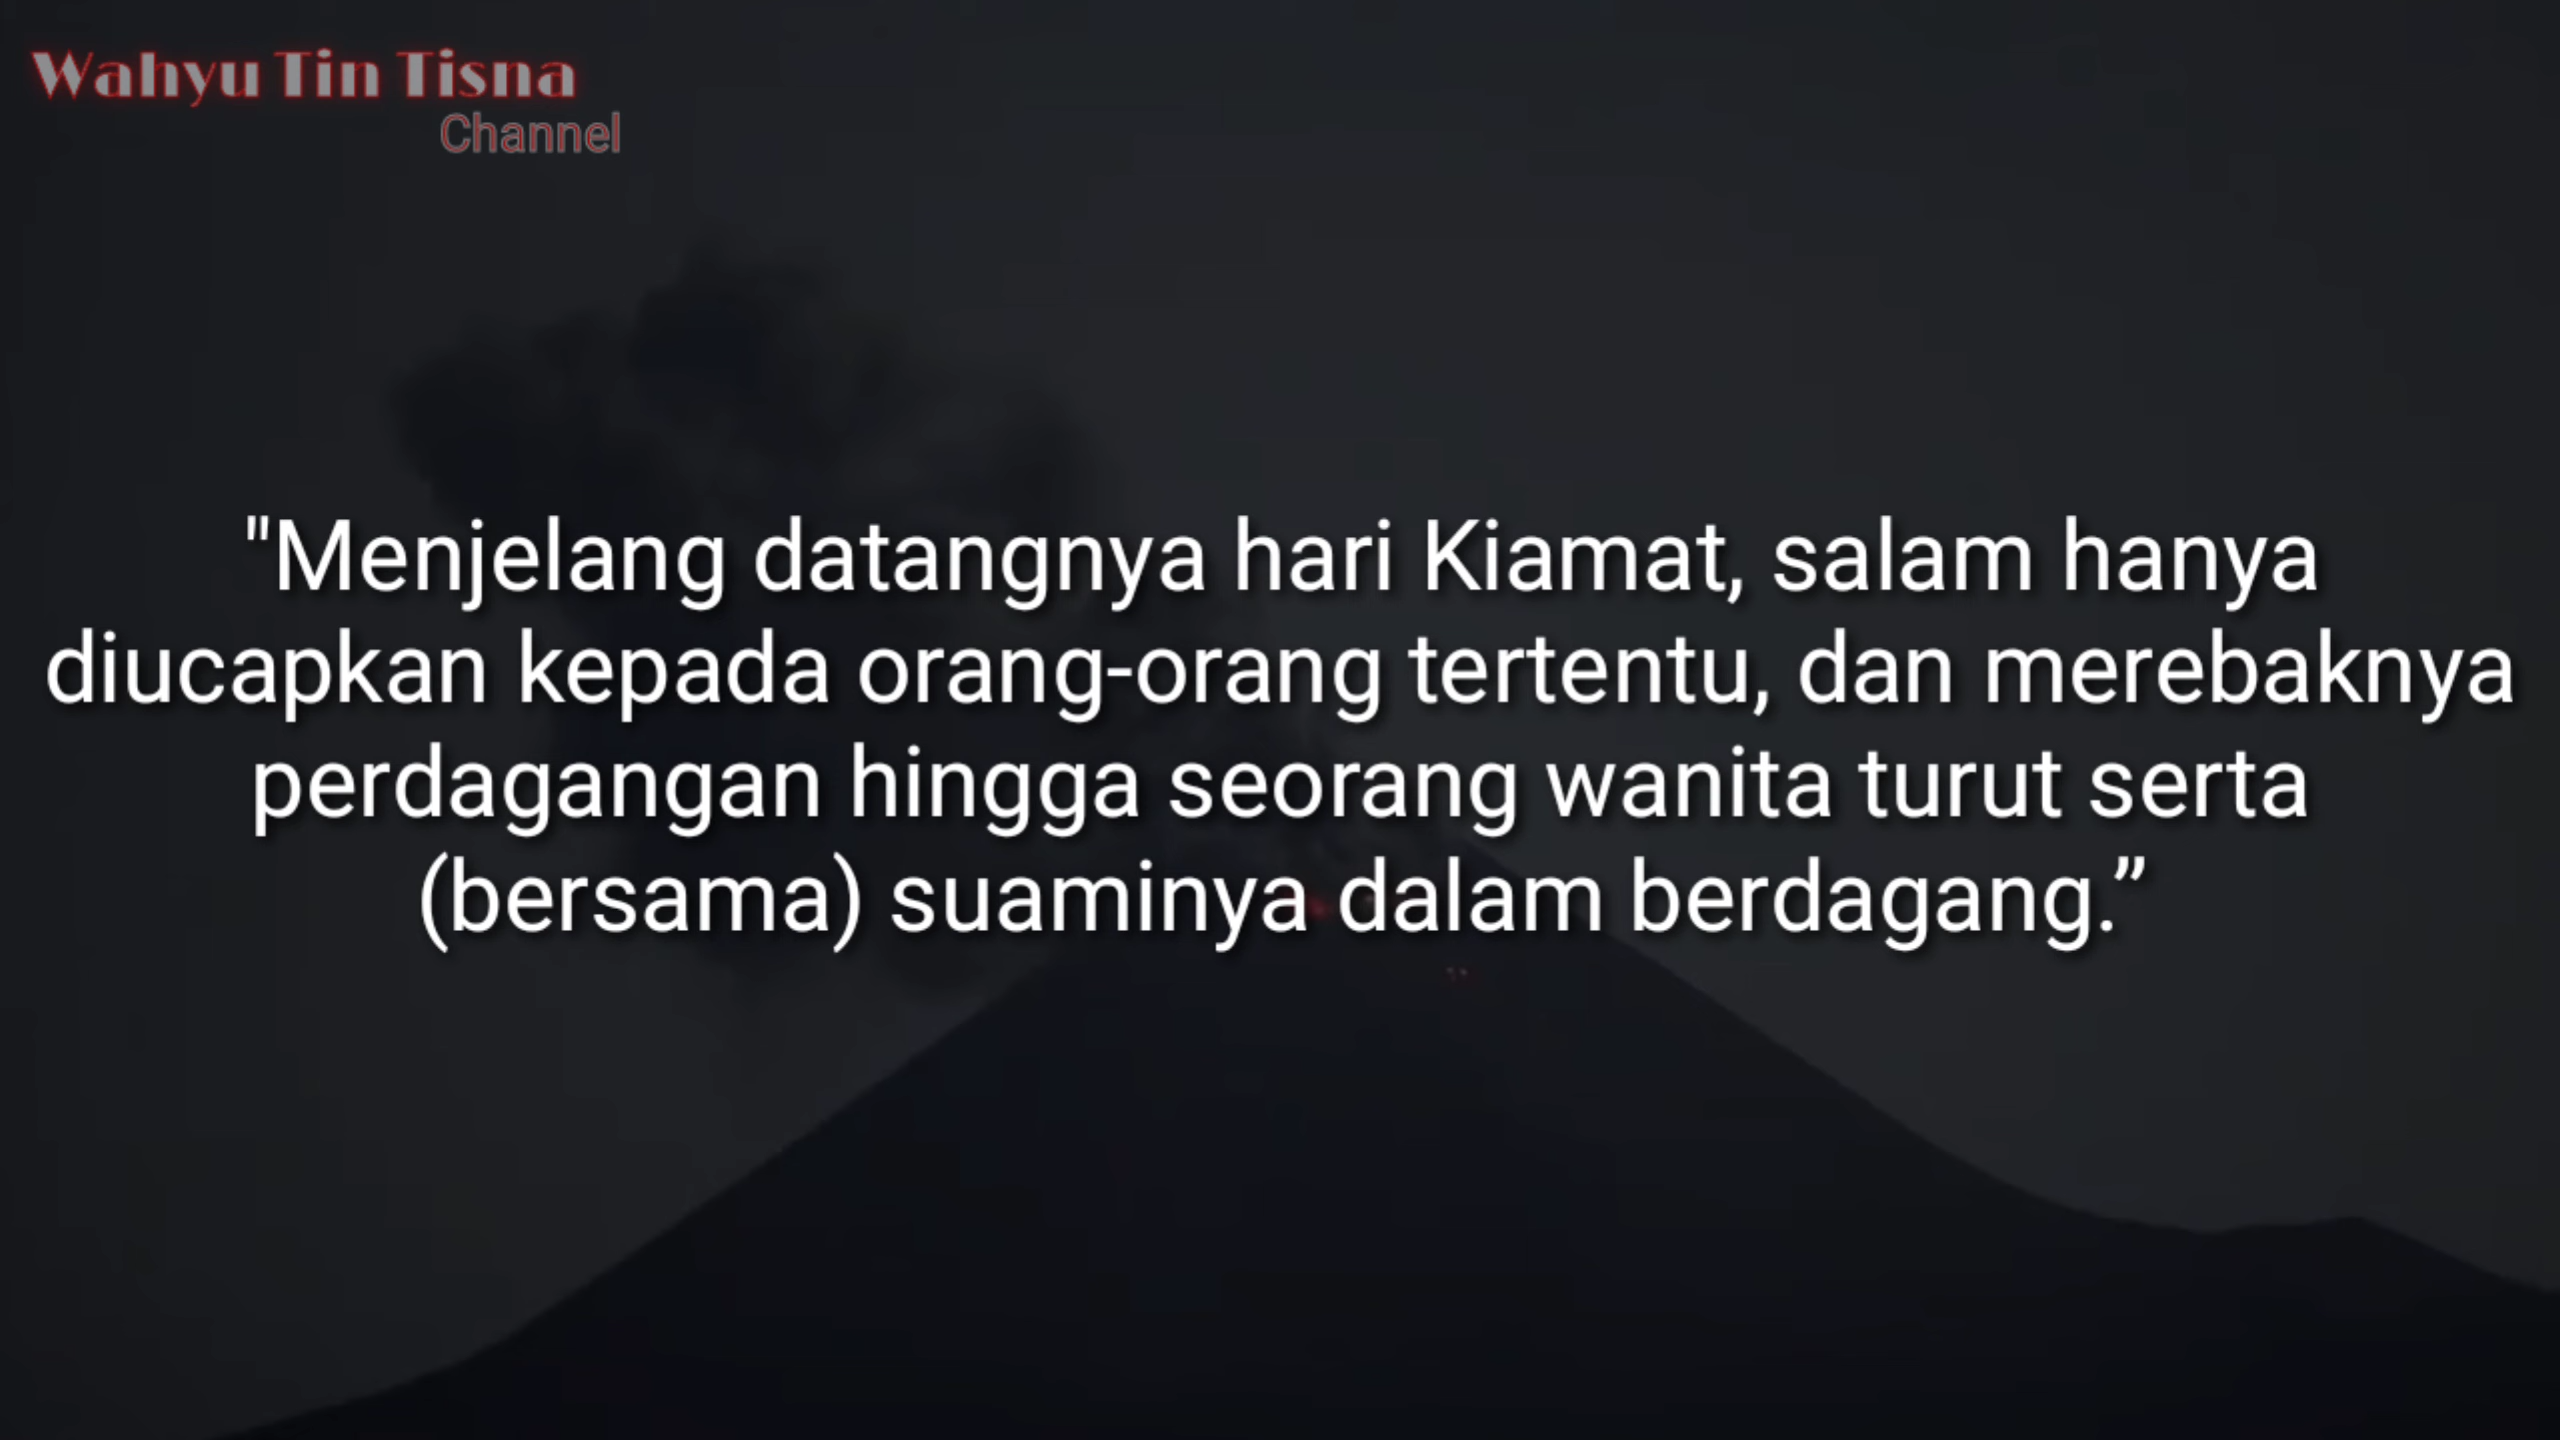 Wahyu Tin Tisna
Channel
"Menjelang datangnya hari Kiamat, salam hanya
diucapkan kepada orang-orang tertentu, dan merebaknya
perdagangan hingga seorang wanita turut serta
(bersama) suaminya dalam berdagang.”